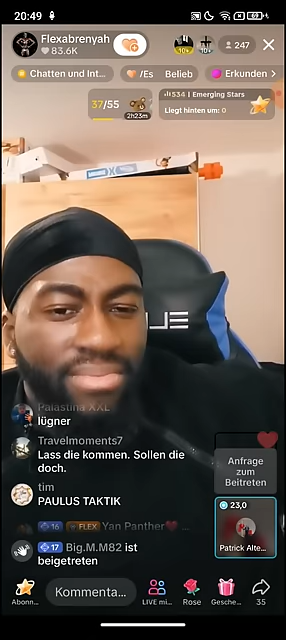 20:49
69
Flexabrenyah
83.6K
10+
10+
247
Chatten und Int...
/Es Belieb
Erkunden >
37/55
2h23m
534 | Emerging Stars
Liegt hinten um: 0
Palästina XXL
lügner
Travelmoments7
Lass die kommen. Sollen die
doch.
tim
PAULUS TAKTIK
16 FLEX Yan Panther ...
17 Big.M.M82 ist
beigetreten
Anfrage
zum
Beitreten
23,0
Patrick Alte...
Abonn...
Kommenta...
LIVE mi...
Rose
Gesche...
35